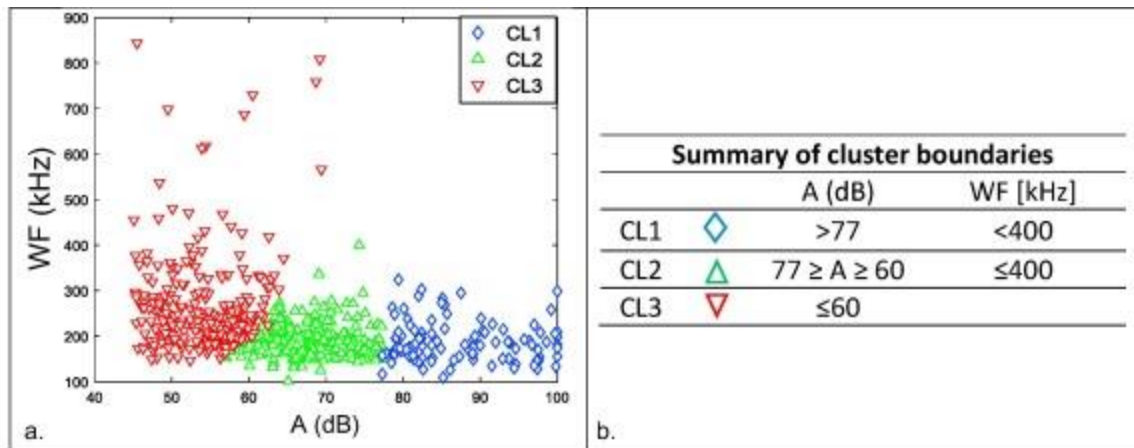 900
800
700
600
500
400
300
200
100
WF (kHz)
40 50 60 70 80 90 100
A (dB)
CL1
CL2
CL3
a.
Summary of cluster boundaries
A (dB) WF [kHz]
CL1 >77 <400
CL2 77 ≥ A ≥ 60 ≤400
CL3 ≤60
b.